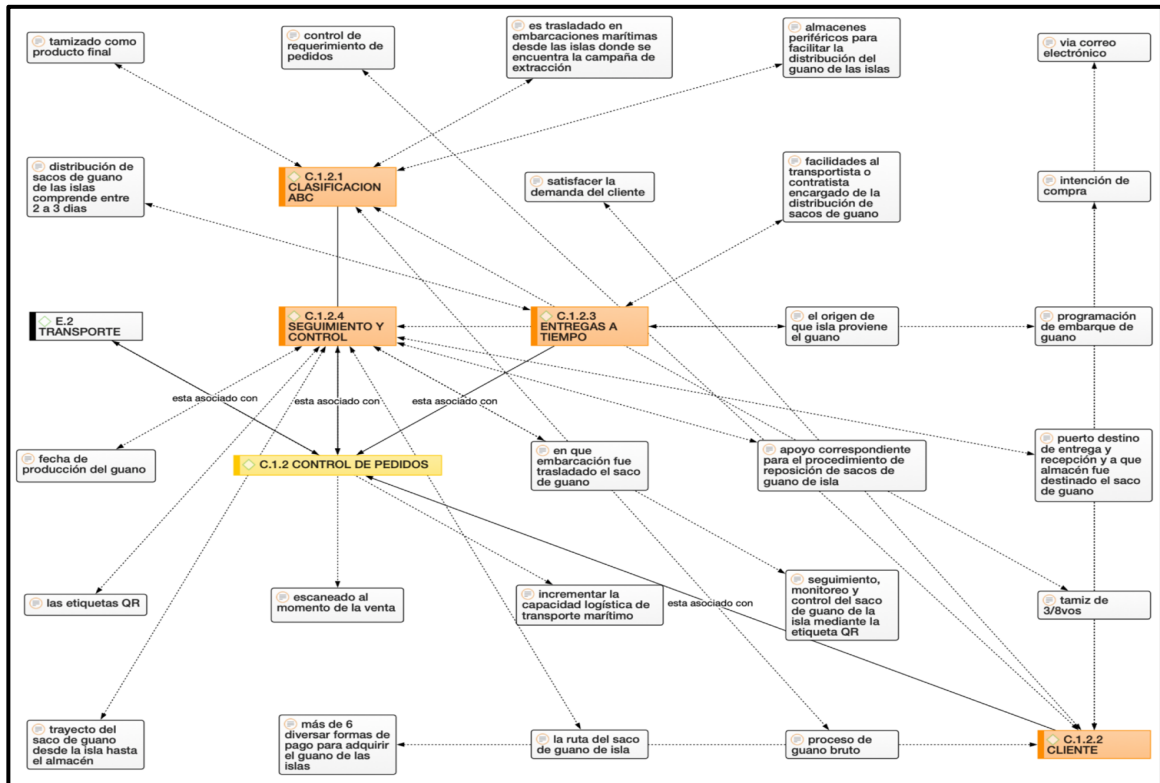 tamizado como
producto final
control de
requerimiento de
pedidos
es trasladado en
embarcaciones marítimas
desde las islas donde se
encuentra la campaña de
extracción
almacenes
periféricos para
facilitar la
distribución del
guano de las islas
via correo
electrónico
distribución de
sacos de guano
de las islas
comprende entre
2 a 3 dias
C.1.2.1
CLASIFICACION
ABC
satisfacer la
demanda del cliente
facilidades al
transportista o
contratista
encargado de la
distribución de
sacos de guano
intención de
compra
E.2
TRANSPORTE
C.1.2.4
SEGUIMIENTO Y
CONTROL
C.1.2.3
ENTREGAS A
TIEMPO
el origen de
que isla proviene
el guano
programación
de embarque de
guano
esta asociado con
esta asociado con
esta asociado con
fecha de
producción del guano
C.1.2 CONTROL DE PEDIDOS
en que
embarcación fue
trasladado el saco
de guano
apoyo correspondiente
para el procedimiento de
reposición de sacos de
guano de isla
puerto destino
de entrega y
recepción y a que
almacén fue
destinado el saco
de guano
las etiquetas QR
escaneado al
momento de la venta
incrementar la
capacidad logística de
transporte marítimo
esta asociado con
seguimiento,
monitoreo y
control del saco
de guano de la
isla mediante la
etiqueta QR
tamiz de
3/8vos
trayecto del
saco de guano
desde la isla hasta
el almacén
más de 6
diversar formas de
pago para adquirir
el guano de las
islas
la ruta del saco
de guano de isla
proceso de
guano bruto
C.1.2.2
CLIENTE